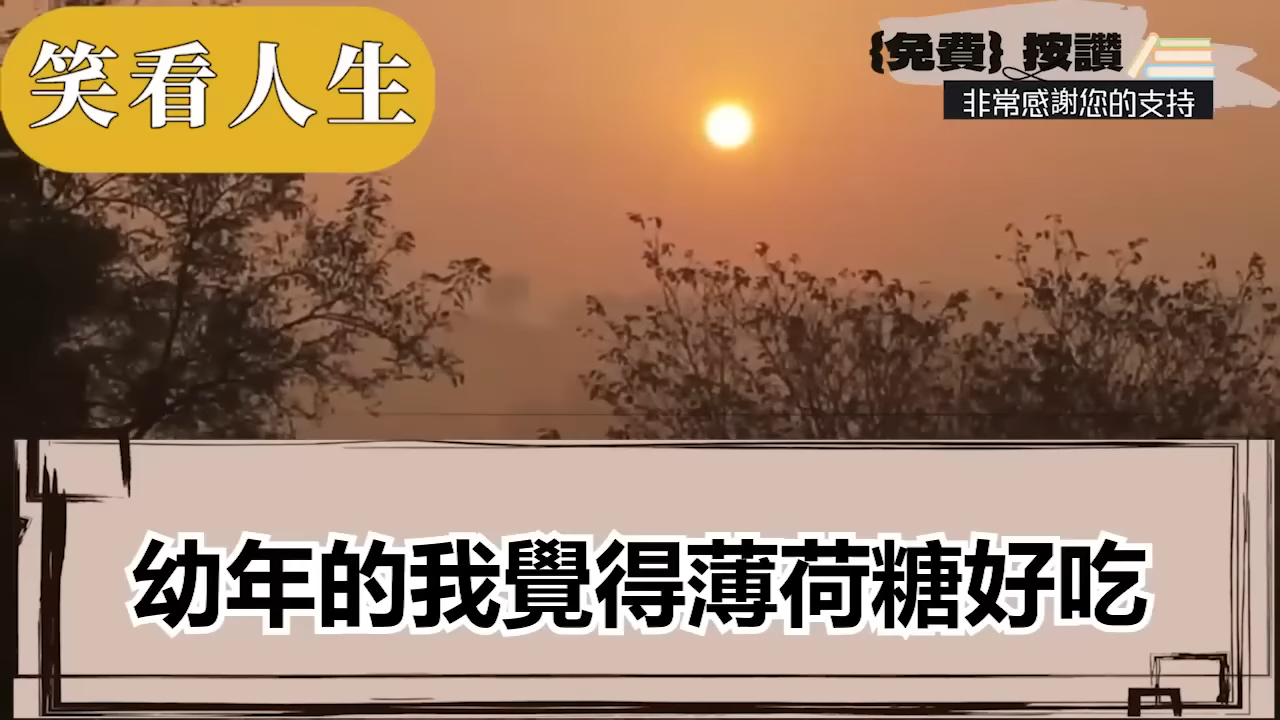 笑看人生
{免費} 按讚
非常感謝您的支持
幼年的我覺得薄荷糖好吃